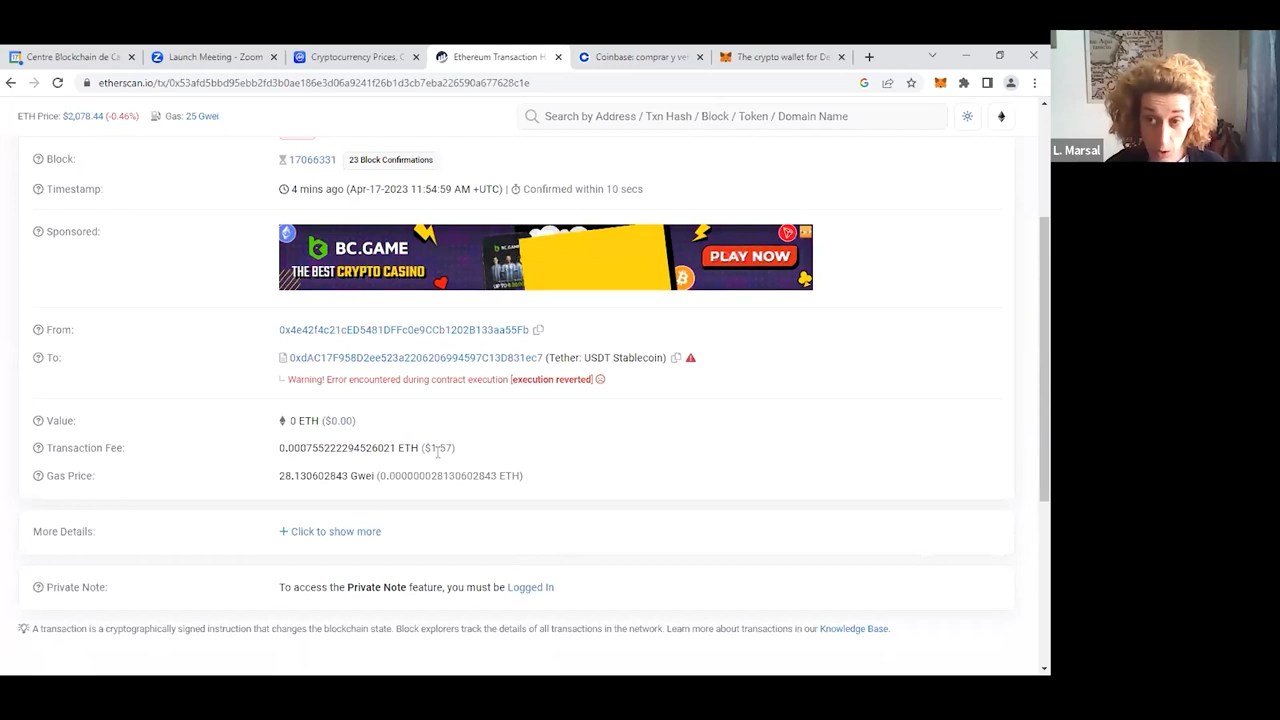 Centre Blockchain de Ca
Launch Meeting - Zoom
Cryptocurrency Prices, C
Ethereum Transaction H
Coinbase: comprar y ve
The crypto wallet for De
etherscan.io/tx/0x53afd5bbd95ebb2fd3b0ae186e3d06a9241f26b1d3cb7eba226590a677628c1e
ETH Price: $2,078.44 (-0.46%) Gas: 25 Gwei
Search by Address / Txn Hash / Block / Token / Domain Name
L. Marsal
Block: 17066331 23 Block Confirmations
Timestamp: 4 mins ago (Apr-17-2023 11:54:59 AM +UTC) | Confirmed within 10 secs
Sponsored:
BC.GAME
THE BEST CRYPTO CASINO
PLAY NOW
From: 0x4e42f4c21cED5481DFFc0e9CCb1202B133aa55Fb
To: 0xdAC17F958D2ee523a2206206994597C13D831ec7 (Tether: USDT Stablecoin)
Warning! Error encountered during contract execution [execution reverted]
Value: 0 ETH ($0.00)
Transaction Fee: 0.000755222294526021 ETH ($1.57)
Gas Price: 28.130602843 Gwei (0.000000028130602843 ETH)
More Details: + Click to show more
Private Note: To access the Private Note feature, you must be Logged In
A transaction is a cryptographically signed instruction that changes the blockchain state. Block explorers track the details of all transactions in the network. Learn more about transactions in our Knowledge Base.